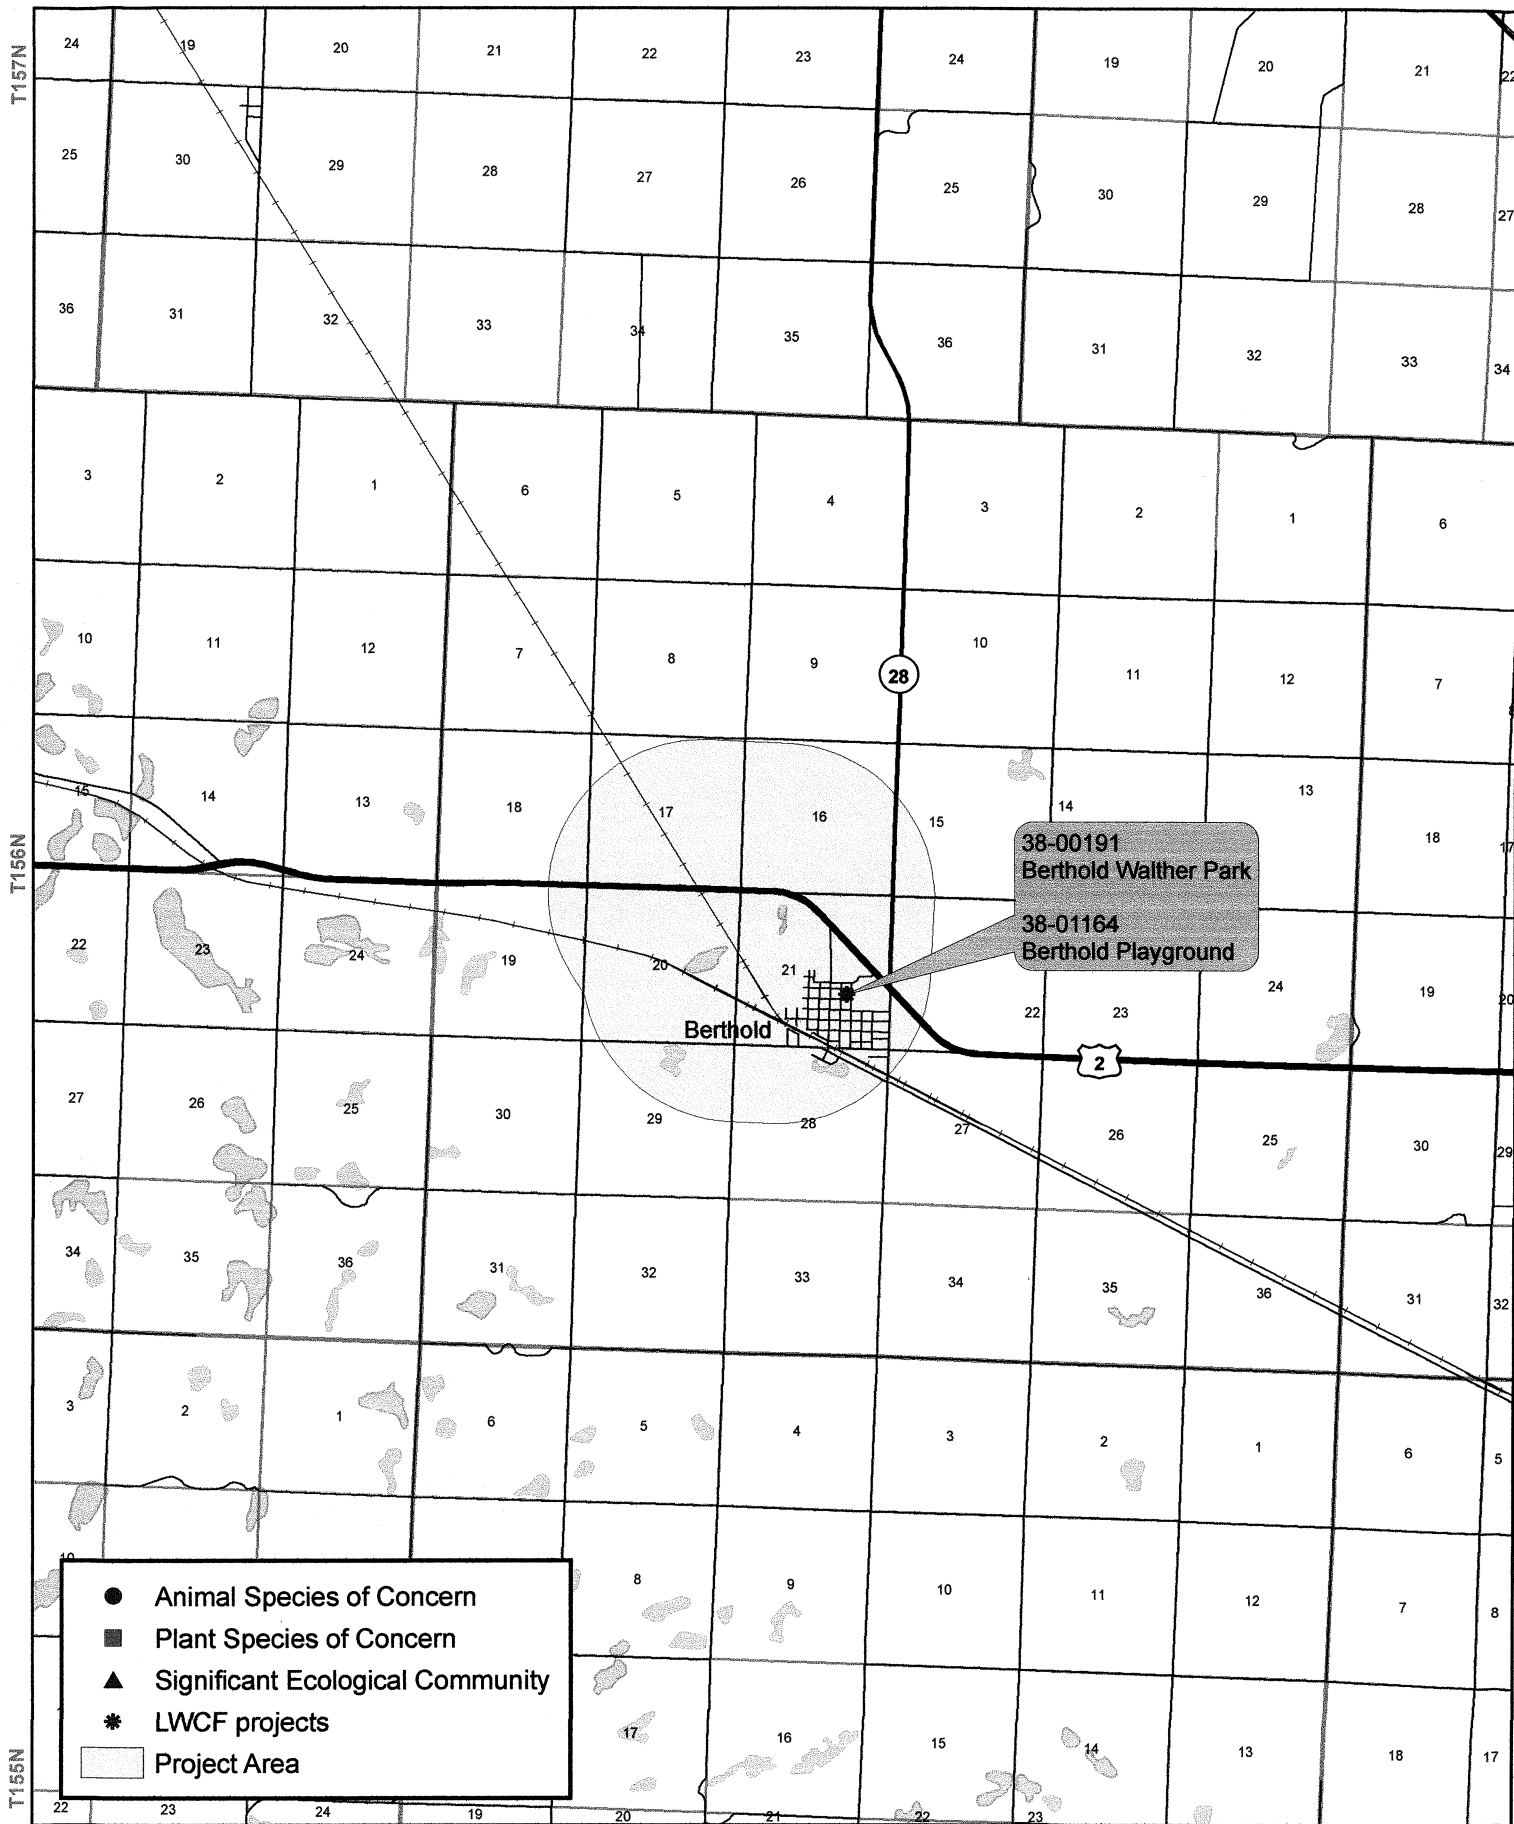 T157N
24 19 20 21 22 23 24 19 20 21 22
25 30 29 28 27 26 25 30 29 28 27
36 31 32 33 34 35 36 31 32 33 34
3 2 1 6 5 4 3 2 1 6
10 11 12 7 8 9 10 11 12 7
28
T156N
15 14 13 18 17 16 15 14 13 18 17
38-00191
Berthold Walther Park
38-01164
Berthold Playground
22 23 24 19 20 21 22 23 24 19 20
Berthold
2
27 26 25 30 29 28 27 26 25 30 29
34 35 36 31 32 33 34 35 36 31 32
3 2 1 6 5 4 3 2 1 6 5
10 8 9 10 11 12 7 8
Animal Species of Concern
Plant Species of Concern
Significant Ecological Community
LWCF projects
Project Area
T155N
17 16 15 14 13 18 17
22 23 24 19 20 21 22 23